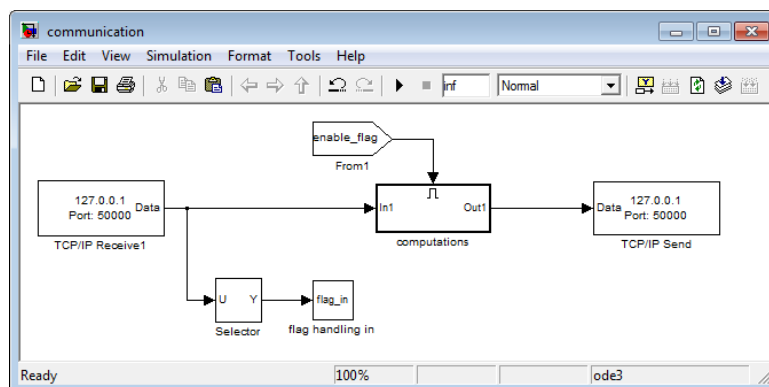 communication
File Edit View Simulation Format Tools Help
inf Normal
enable_flag
From1
127.0.0.1
Port: 50000
Data
TCP/IP Receive1
In1 Out1
computations
Data
127.0.0.1
Port: 50000
TCP/IP Send
U Y
Selector
flag_in
flag handling in
Ready 100% ode3